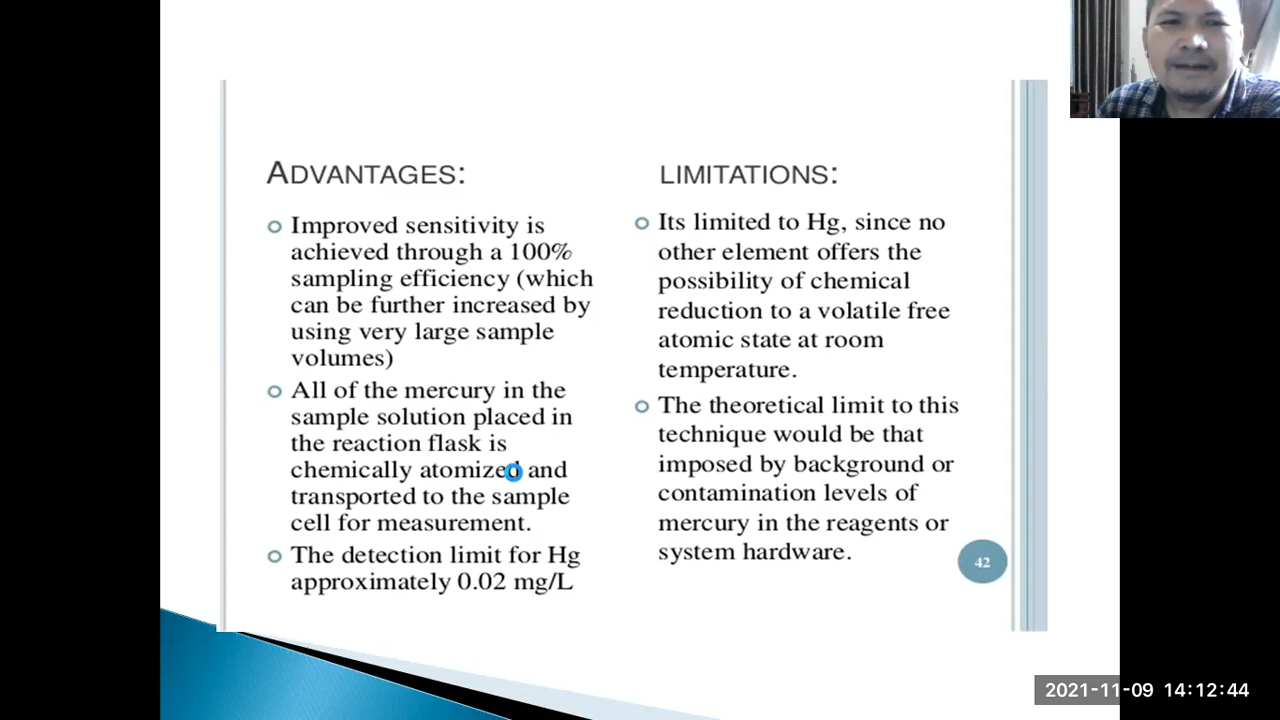 ADVANTAGES:
Improved sensitivity is
achieved through a 100%
sampling efficiency (which
can be further increased by
using very large sample
volumes)
All of the mercury in the
sample solution placed in
the reaction flask is
chemically atomized and
transported to the sample
cell for measurement.
The detection limit for Hg
approximately 0.02 mg/L
LIMITATIONS:
Its limited to Hg, since no
other element offers the
possibility of chemical
reduction to a volatile free
atomic state at room
temperature.
The theoretical limit to this
technique would be that
imposed by background or
contamination levels of
mercury in the reagents or
system hardware.
42
2021-11-09 14:12:44